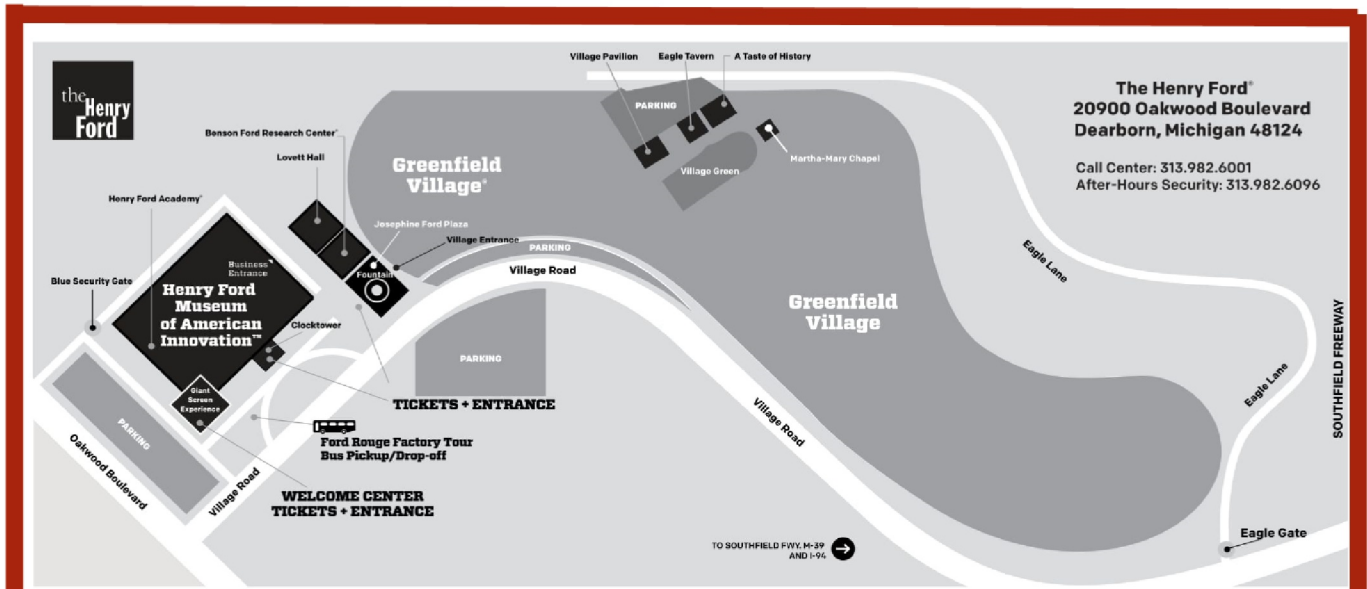 the
Henry
Ford
Village Pavilion
Eagle Tavern
A Taste of History
PARKING
The Henry Ford®
20900 Oakwood Boulevard
Dearborn, Michigan 48124
Call Center: 313.982.6001
After-Hours Security: 313.982.6096
Benson Ford Research Center®
Lovett Hall
Henry Ford Academy®
Greenfield
Village®
Village Green
Martha-Mary Chapel
Josephine Ford Plaza
Village Entrance
PARKING
Village Road
Fountain
Business
Entrance
Blue Security Gate
Henry Ford
Museum
of American
Innovation™
Clocktower
Eagle Lane
Greenfield
Village
PARKING
SOUTHFIELD FREEWAY
Eagle Lane
Giant
Screen
Experience
TICKETS + ENTRANCE
PARKING
Village Road
Ford Rouge Factory Tour
Bus Pickup/Drop-off
Oakwood Boulevard
Village Road
WELCOME CENTER
TICKETS + ENTRANCE
TO SOUTHFIELD FWY, M-39
AND I-94
Eagle Gate